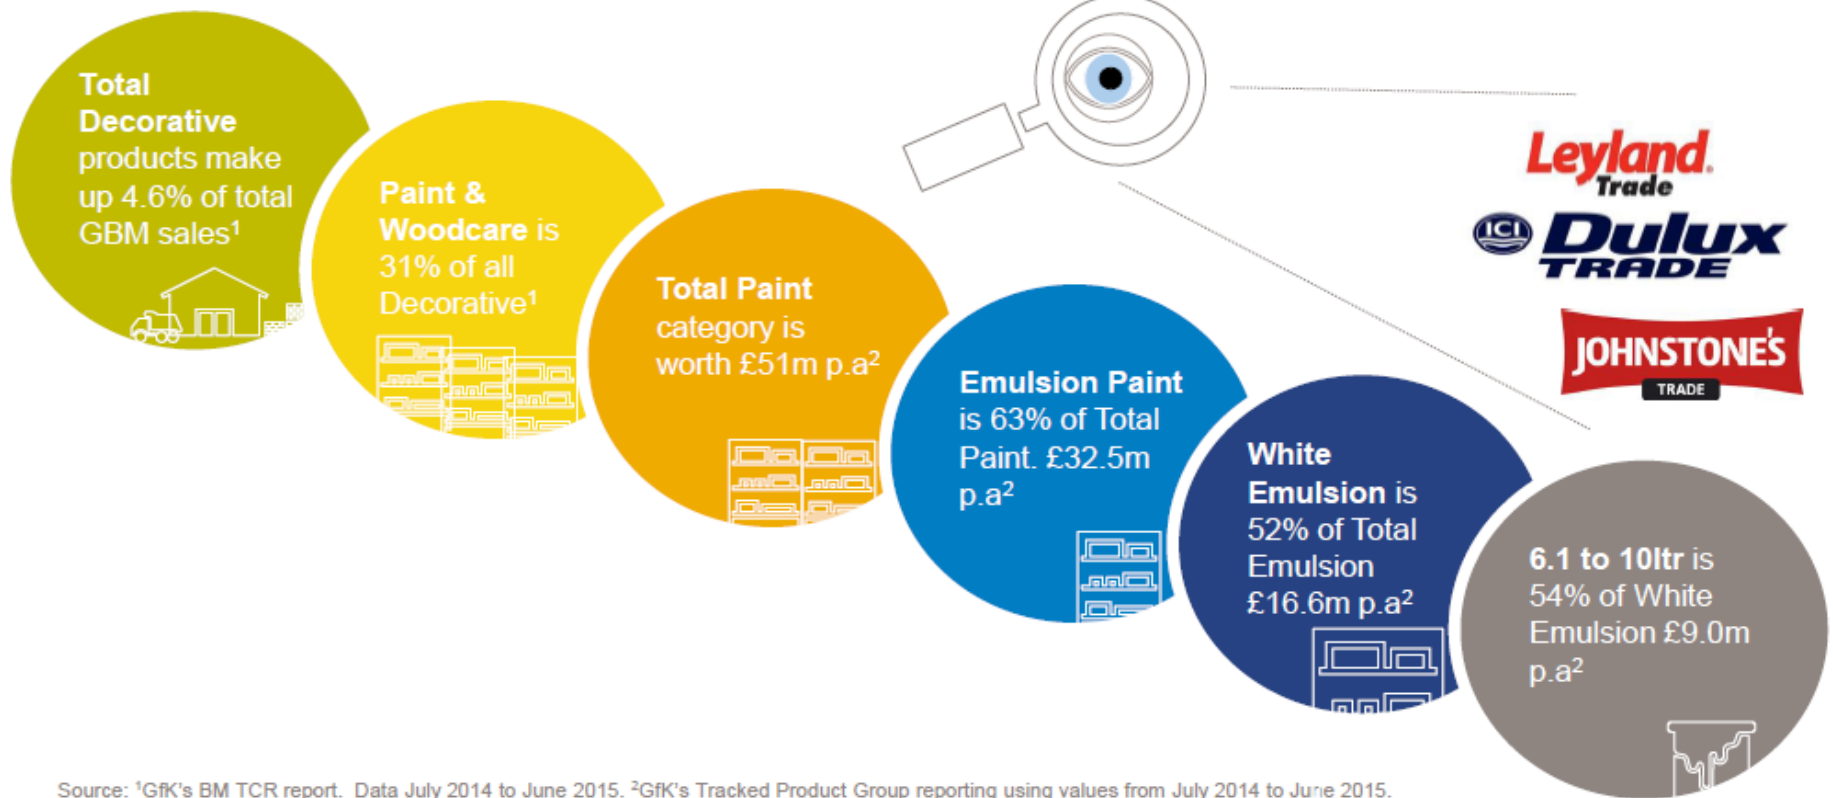 Total
Decorative
products make
up 4.6% of total
GBM sales¹
Paint &
Woodcare is
31% of all
Decorative¹
Total Paint
category is
worth £51m p.a²
Emulsion Paint
is 63% of Total
Paint. £32.5m
p.a²
White
Emulsion is
52% of Total
Emulsion
£16.6m p.a²
6.1 to 10ltr is
54% of White
Emulsion £9.0m
p.a²
Leyland®
Trade
ICI Dulux
TRADE
JOHNSTONE'S
TRADE
Source: ¹GfK's BM TCR report. Data July 2014 to June 2015. ²GfK's Tracked Product Group reporting using values from July 2014 to June 2015.